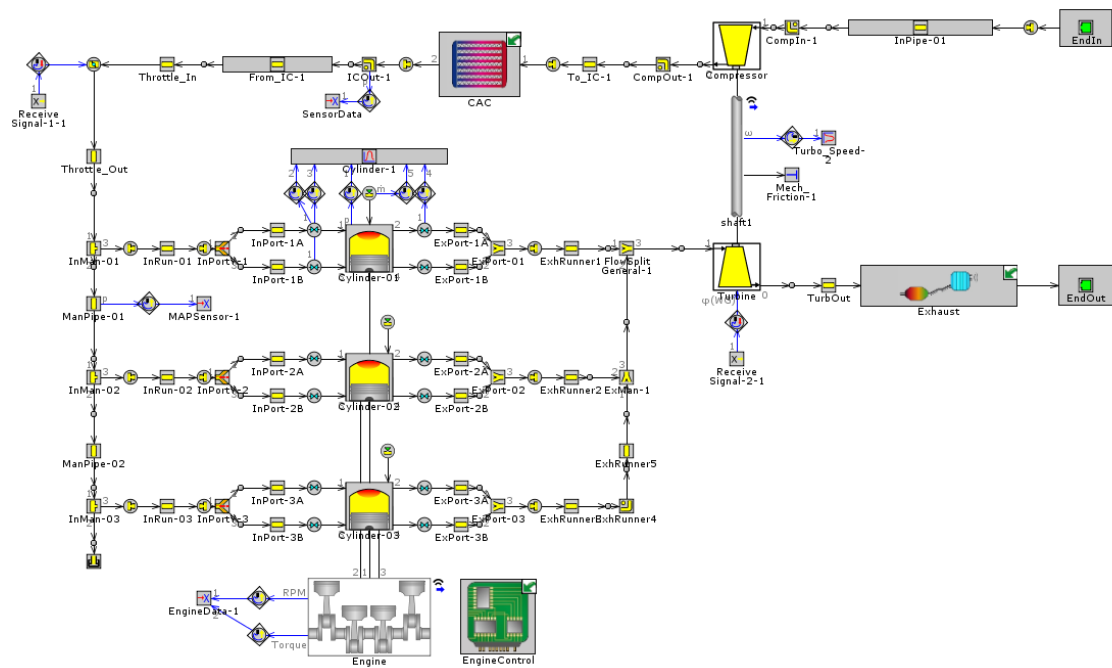 EndIn
InPipe-01
CompIn-1
Compressor
CompOut-1
To_IC-1
CAC
ICOut-1
From_IC-1
Throttle_In
Receive
Signal-1-1
SensorData
Throttle_Out
Cylinder-1
Turbo_Speed-
2
Mech_
Friction-1
shaft1
InMan-01
InRun-01
InPort-1A
InPort-1B
Cylinder-01
ExPort-1A
ExPort-1B
ExPort-01
ExhRunner1
FlowSplit
General-1
Turbine
TurbOut
Exhaust
EndOut
ManPipe-01
MAPSensor-1
Receive
Signal-2-1
InMan-02
InRun-02
InPort-2A
InPort-2B
Cylinder-02
ExPort-2A
ExPort-2B
ExPort-02
ExhRunner2
ExMan-1
ManPipe-02
ExhRunner5
InMan-03
InRun-03
InPort-3A
InPort-3B
Cylinder-03
ExPort-3A
ExPort-3B
ExPort-03
ExhRunner4
RPM
EngineData-1
Torque
Engine
EngineControl